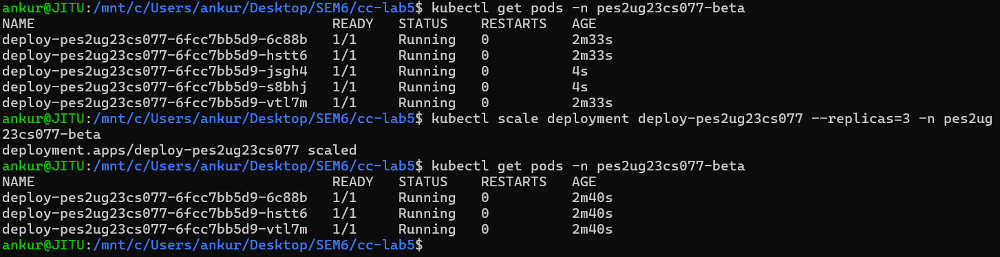 ankur@JITU:/mnt/c/Users/ankur/Desktop/SEM6/cc-lab5$ kubectl get pods -n pes2ug23cs077-beta
NAME READY STATUS RESTARTS AGE
deploy-pes2ug23cs077-6fcc7bb5d9-6c88b 1/1 Running 0 2m33s
deploy-pes2ug23cs077-6fcc7bb5d9-hstt6 1/1 Running 0 2m33s
deploy-pes2ug23cs077-6fcc7bb5d9-jsgh4 1/1 Running 0 4s
deploy-pes2ug23cs077-6fcc7bb5d9-s8bhj 1/1 Running 0 4s
deploy-pes2ug23cs077-6fcc7bb5d9-vtl7m 1/1 Running 0 2m33s
ankur@JITU:/mnt/c/Users/ankur/Desktop/SEM6/cc-lab5$ kubectl scale deployment deploy-pes2ug23cs077 --replicas=3 -n pes2ug
23cs077-beta
deployment.apps/deploy-pes2ug23cs077 scaled
ankur@JITU:/mnt/c/Users/ankur/Desktop/SEM6/cc-lab5$ kubectl get pods -n pes2ug23cs077-beta
NAME READY STATUS RESTARTS AGE
deploy-pes2ug23cs077-6fcc7bb5d9-6c88b 1/1 Running 0 2m40s
deploy-pes2ug23cs077-6fcc7bb5d9-hstt6 1/1 Running 0 2m40s
deploy-pes2ug23cs077-6fcc7bb5d9-vtl7m 1/1 Running 0 2m40s
ankur@JITU:/mnt/c/Users/ankur/Desktop/SEM6/cc-lab5$